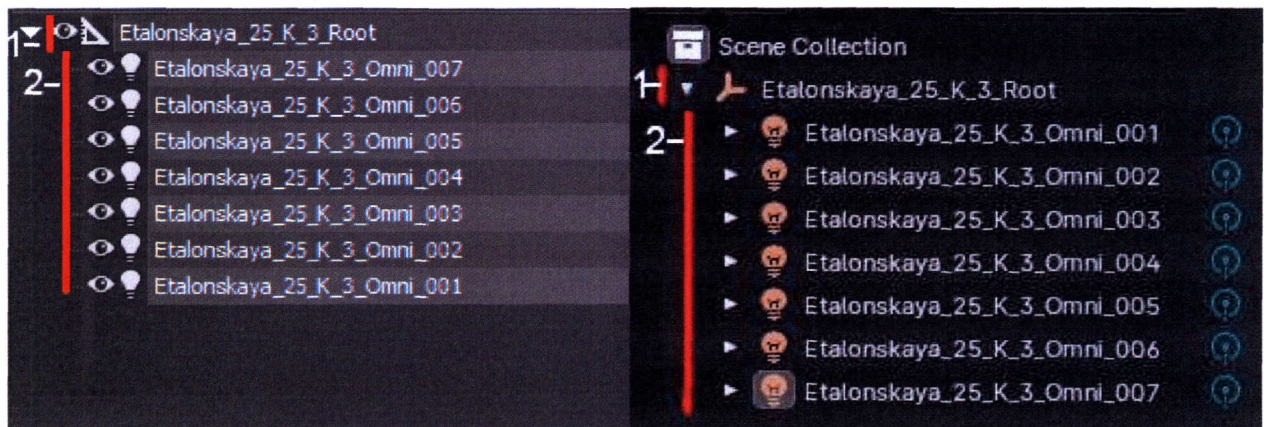 1-
Etalonskaya_25_K_3_Root
2-
Etalonskaya_25_K_3_Omni_007
Etalonskaya_25_K_3_Omni_006
Etalonskaya_25_K_3_Omni_005
Etalonskaya_25_K_3_Omni_004
Etalonskaya_25_K_3_Omni_003
Etalonskaya_25_K_3_Omni_002
Etalonskaya_25_K_3_Omni_001
Scene Collection
1-
Etalonskaya_25_K_3_Root
2-
Etalonskaya_25_K_3_Omni_001
Etalonskaya_25_K_3_Omni_002
Etalonskaya_25_K_3_Omni_003
Etalonskaya_25_K_3_Omni_004
Etalonskaya_25_K_3_Omni_005
Etalonskaya_25_K_3_Omni_006
Etalonskaya_25_K_3_Omni_007